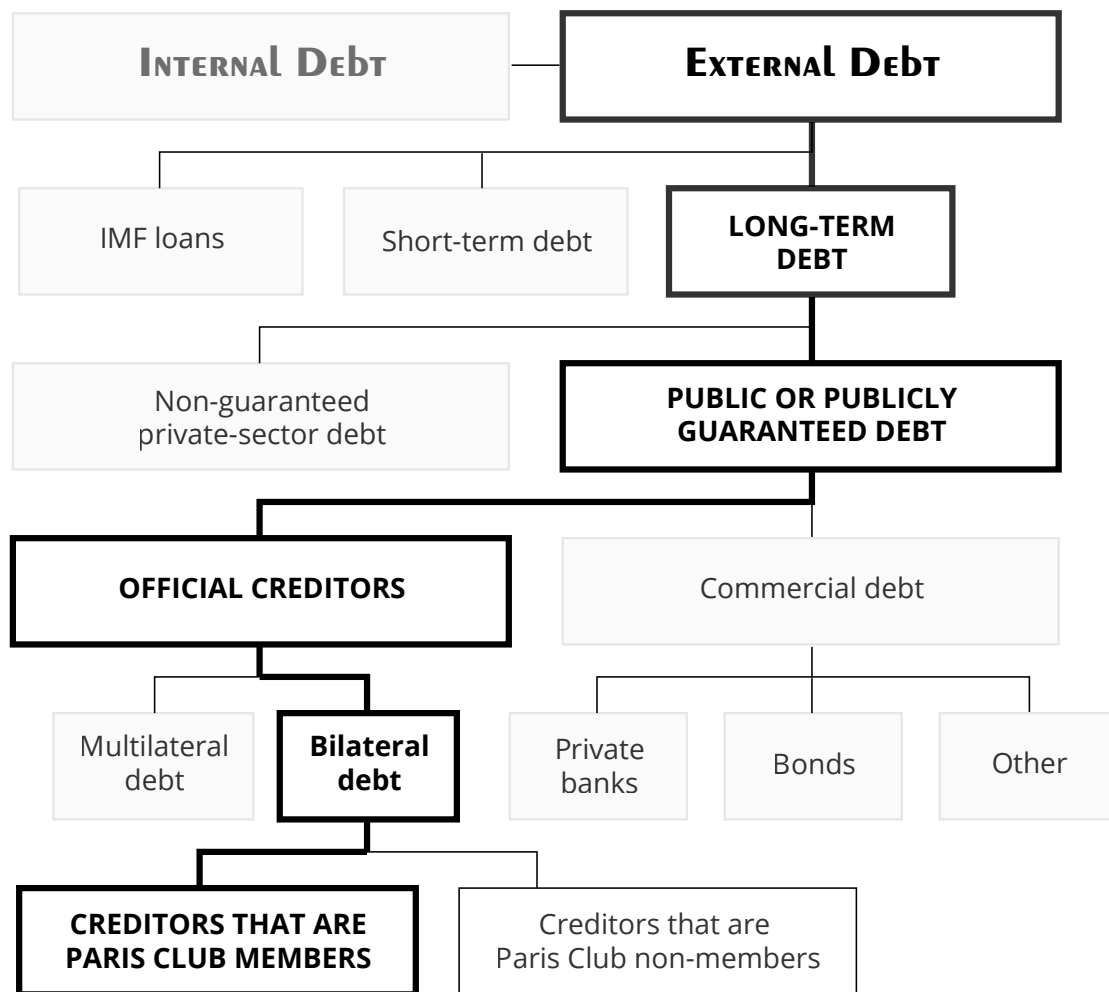 Internal Debt
External Debt
IMF loans
Short-term debt
LONG-TERM
DEBT
Non-guaranteed
private-sector debt
PUBLIC OR PUBLICLY
GUARANTEED DEBT
OFFICIAL CREDITORS
Commercial debt
Multilateral
debt
Bilateral
debt
Private
banks
Bonds
Other
CREDITORS THAT ARE
PARIS CLUB MEMBERS
Creditors that are
Paris Club non-members